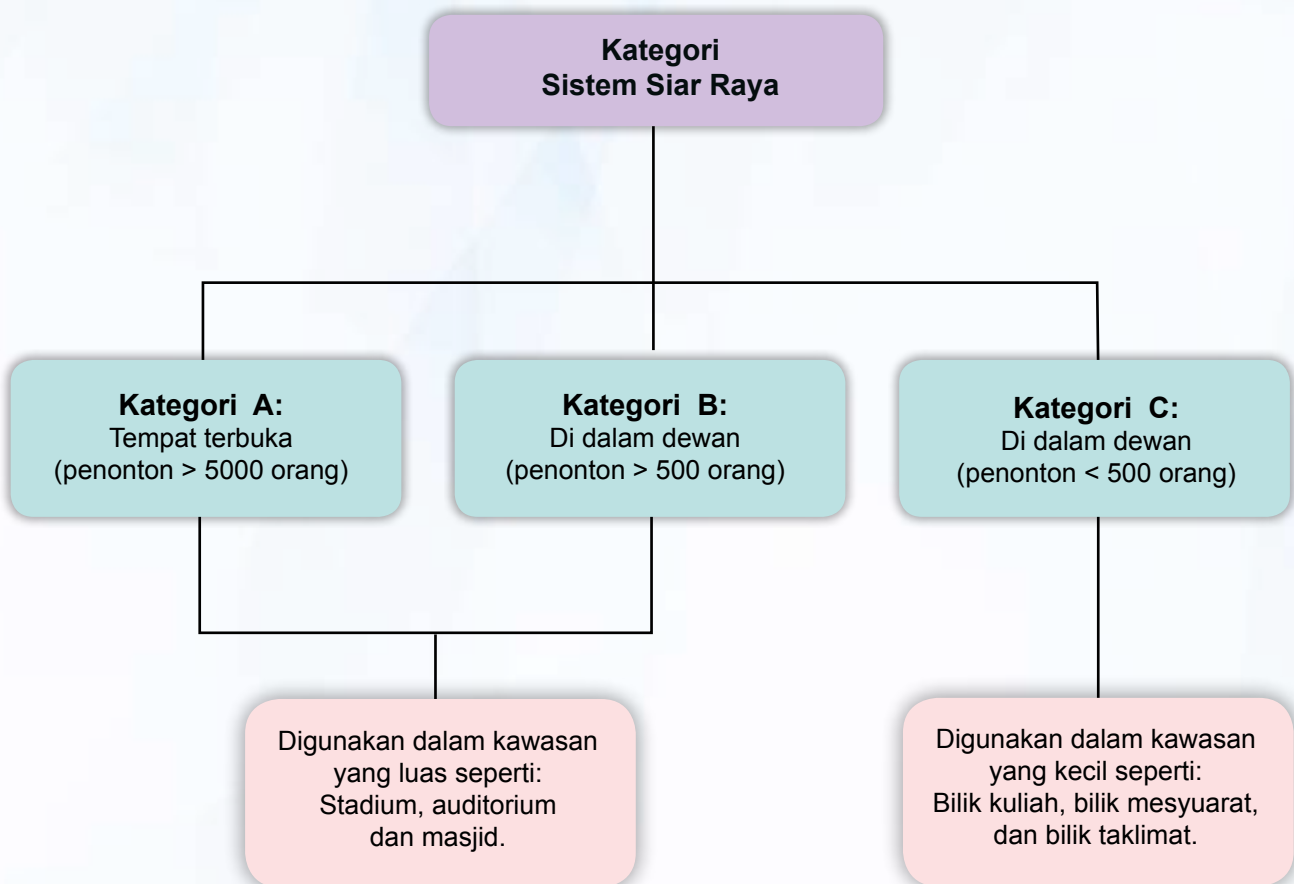 Kategori
Sistem Siar Raya
Kategori A:
Tempat terbuka
(penonton > 5000 orang)
Kategori B:
Di dalam dewan
(penonton > 500 orang)
Kategori C:
Di dalam dewan
(penonton < 500 orang)
Digunakan dalam kawasan
yang luas seperti:
Stadium, auditorium
dan masjid.
Digunakan dalam kawasan
yang kecil seperti:
Bilik kuliah, bilik mesyuarat,
dan bilik taklimat.